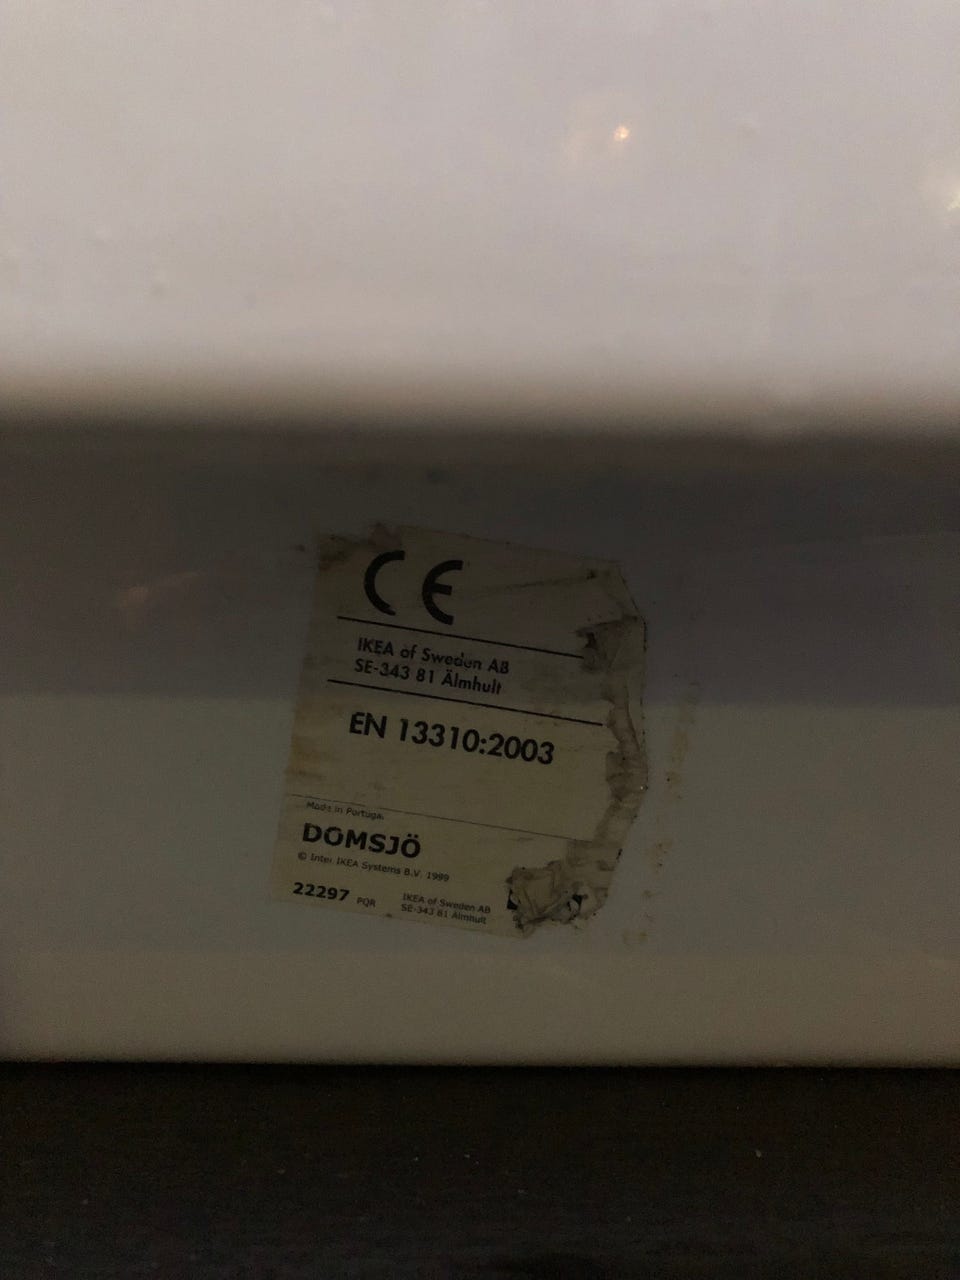 CE
IKEA of Sweden AB
SE-343 81 Älmhult
EN 13310:2003
Made in Portugal
DOMSJÖ
© Inter IKEA Systems B.V. 1999
22297 PQR
IKEA of Sweden AB
SE-343 81 Älmhult